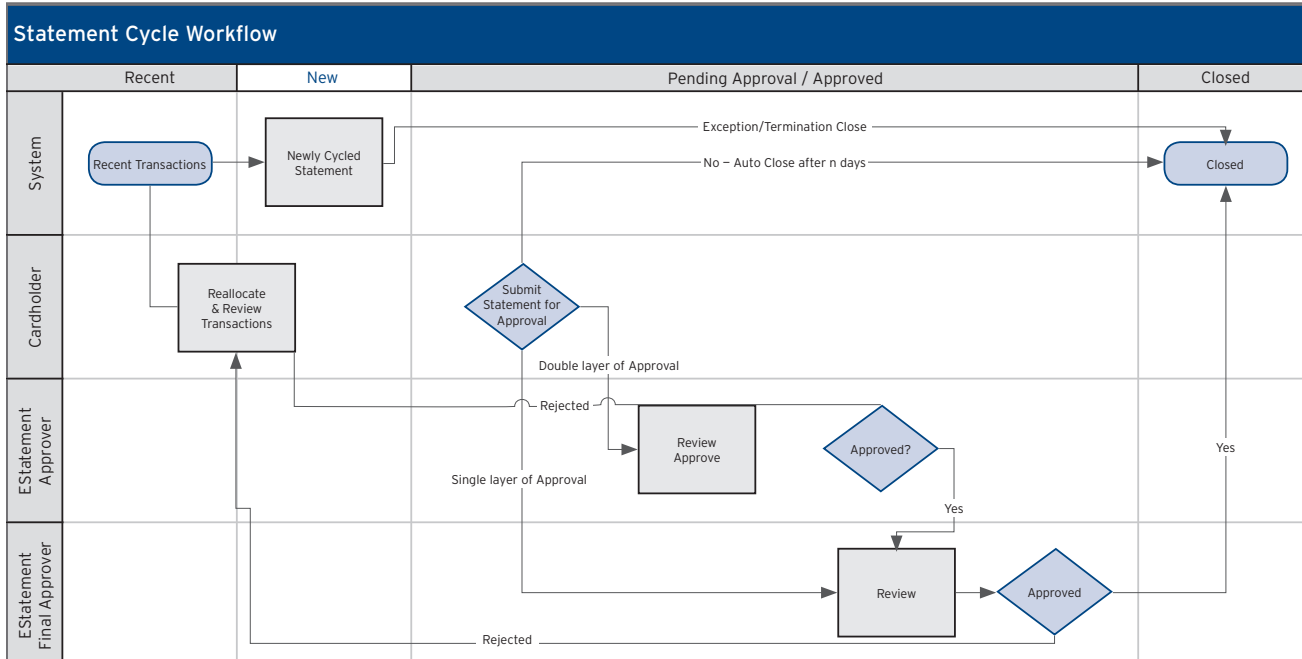 Statement Cycle Workflow
Recent
New
Pending Approval / Approved
Closed
System
Recent Transactions
Newly Cycled
Statement
Exception/Termination Close
No – Auto Close after n days
Closed
Cardholder
Reallocate
& Review
Transactions
Submit
Statement for
Approval
Double layer of Approval
EStatement
Approver
Rejected
Review
Approve
Approved?
Yes
Single layer of Approval
Yes
EStatement
Final Approver
Review
Approved
Rejected